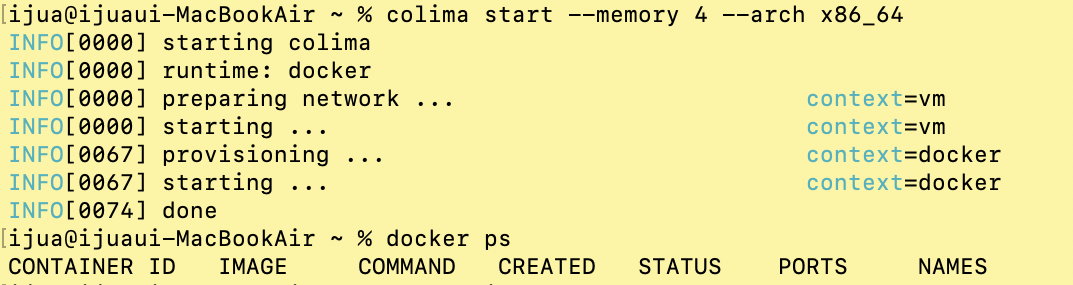 [ijua@ijuaui-MacBookAir ~ % colima start --memory 4 --arch x86_64
INFO[0000] starting colima
INFO[0000] runtime: docker
INFO[0000] preparing network ... context=vm
INFO[0000] starting ... context=vm
INFO[0067] provisioning ... context=docker
INFO[0067] starting ... context=docker
INFO[0074] done
[ijua@ijuaui-MacBookAir ~ % docker ps
CONTAINER ID IMAGE COMMAND CREATED STATUS PORTS NAMES